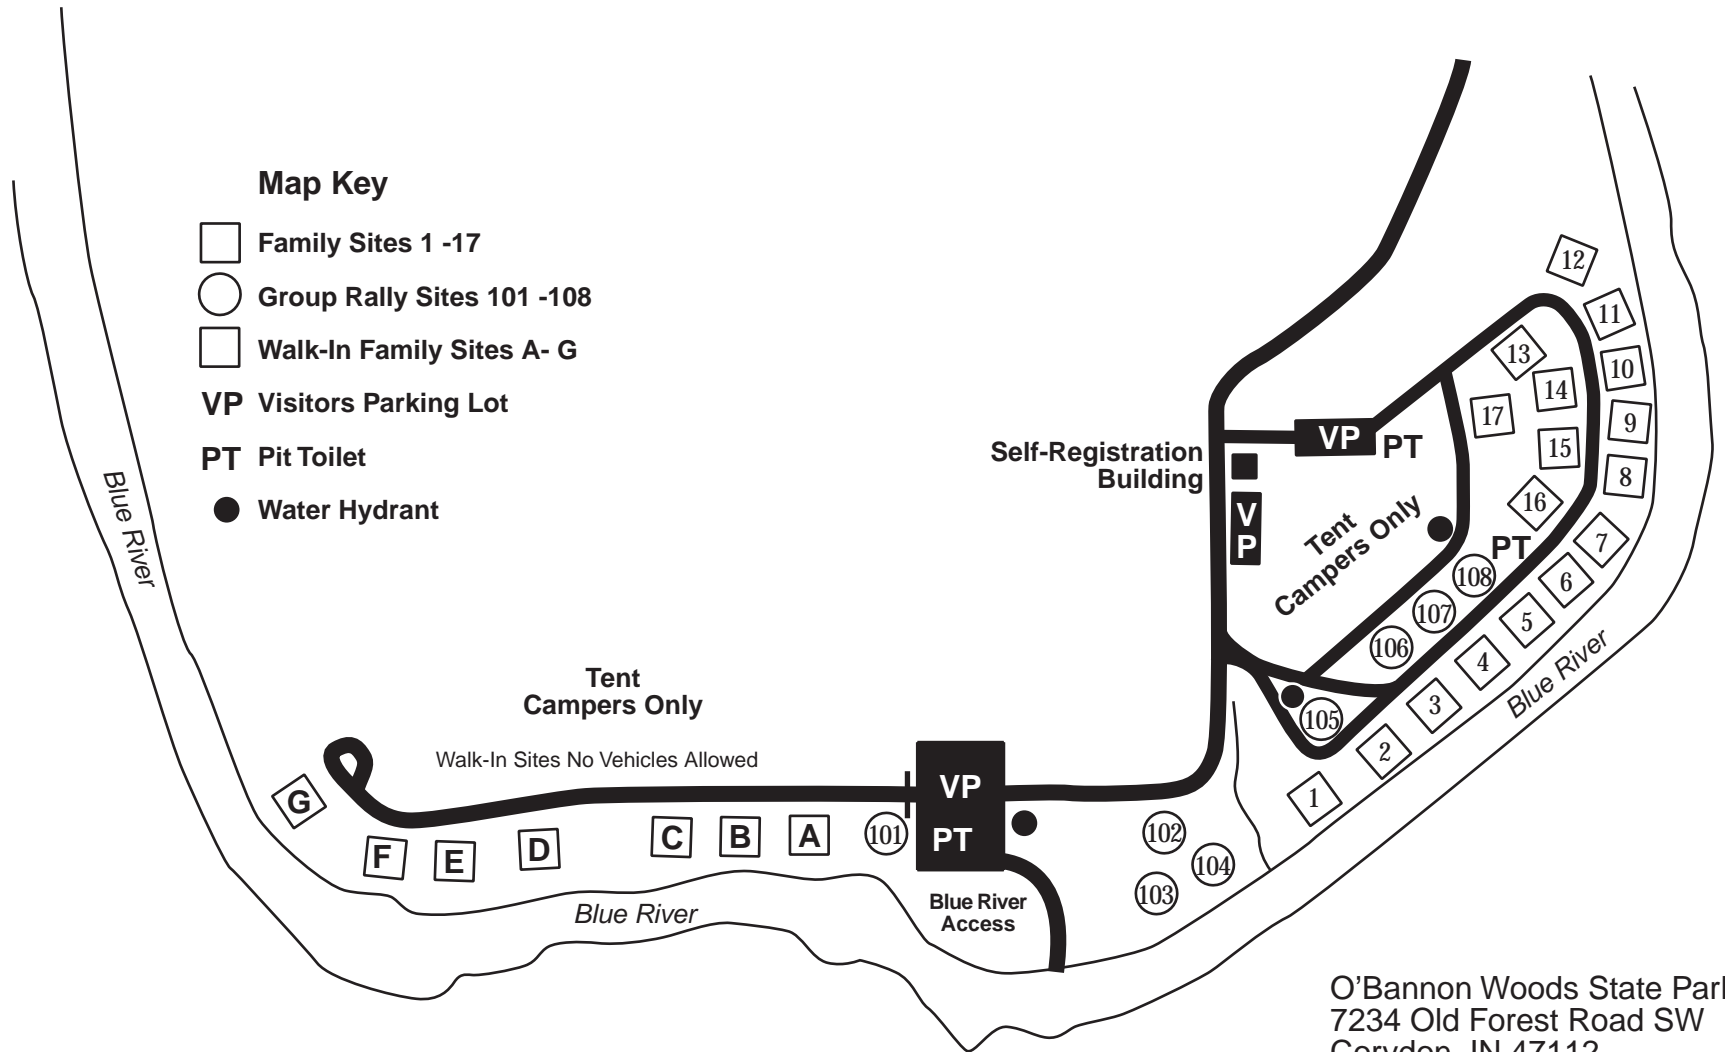 Map Key
Family Sites 1 -17
Group Rally Sites 101 -108
Walk-In Family Sites A- G
VP Visitors Parking Lot
PT Pit Toilet
Water Hydrant
Blue River
Self-Registration
Building
VP
PT
V
P
Tent
Campers Only
12
11
13
10
14
17
9
15
8
16
7
PT
108
6
107
5
106
4
3
105
2
1
Blue River
Tent
Campers Only
Walk-In Sites No Vehicles Allowed
G
F
E
D
C
B
A
101
VP
PT
102
104
103
Blue River
Blue River
Access
O'Bannon Woods State Park
7234 Old Forest Road SW
Corydon, IN 47112